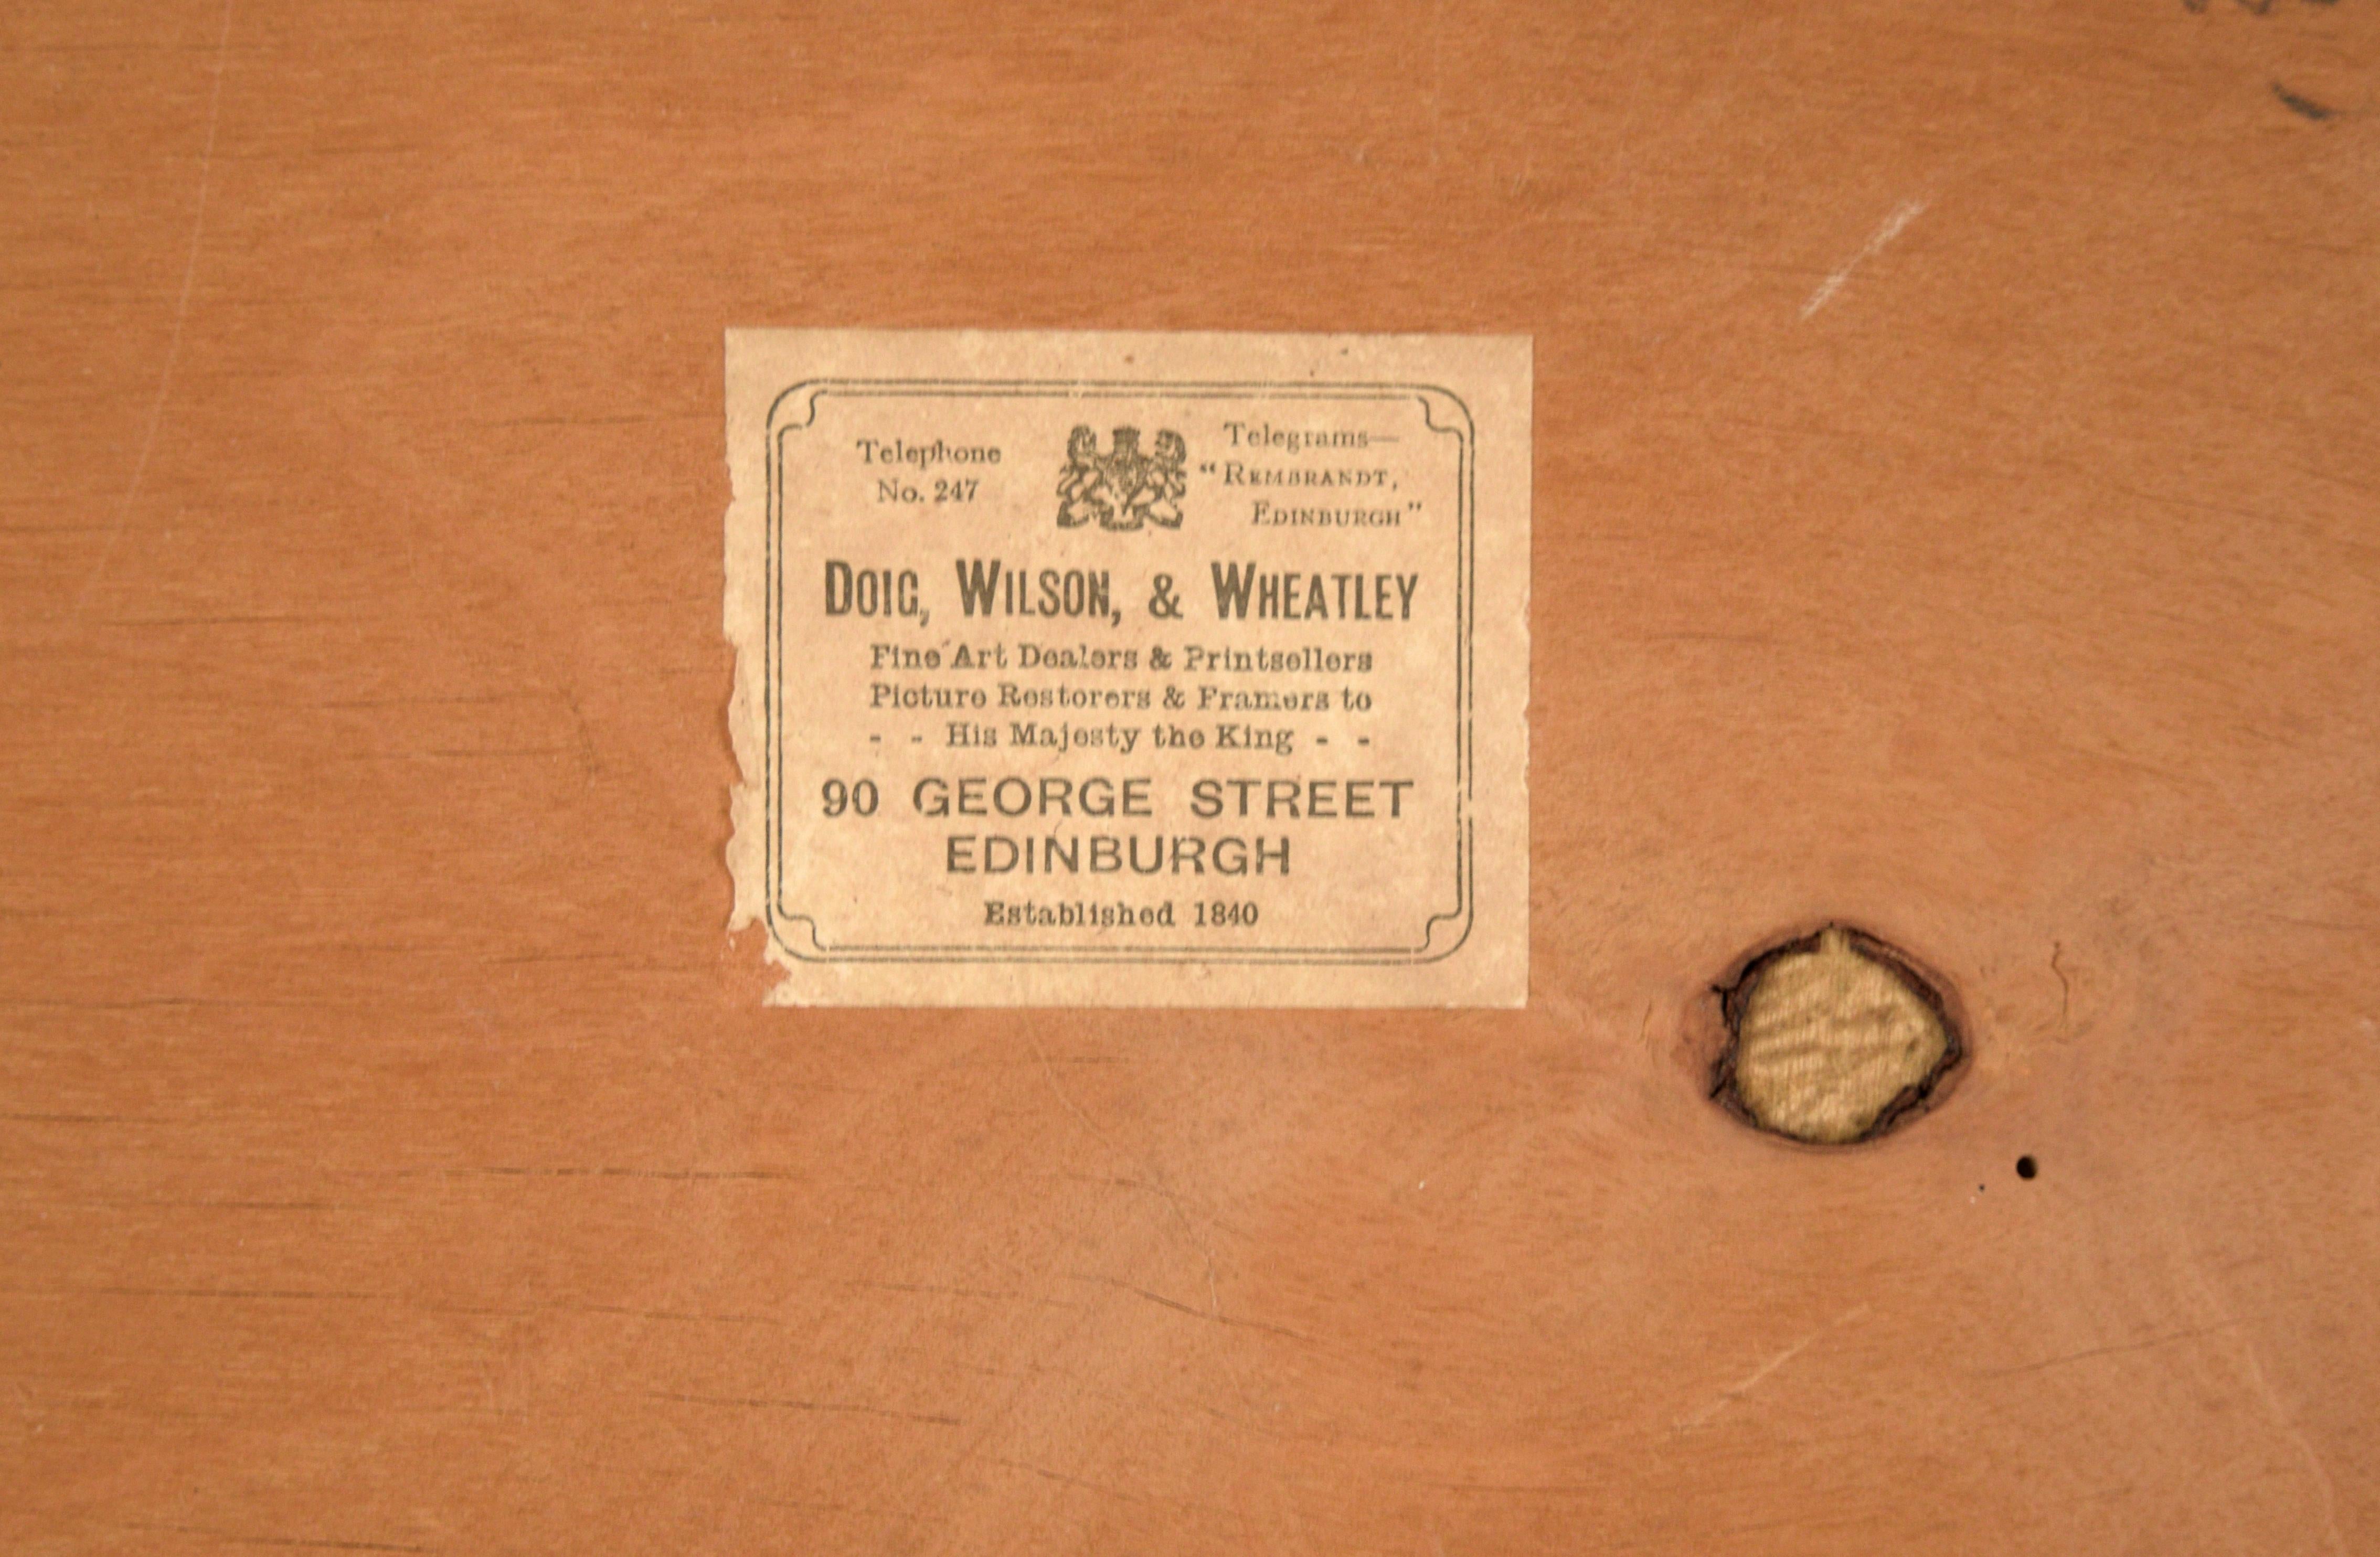 Telephone
No. 247
Telegrams—
"REMBRANDT,
EDINBURGH"
DOIG, WILSON, & WHEATLEY
Fine Art Dealers & Printsellers
Picture Restorers & Framers to
- - His Majesty the King - -
90 GEORGE STREET
EDINBURGH
Established 1840